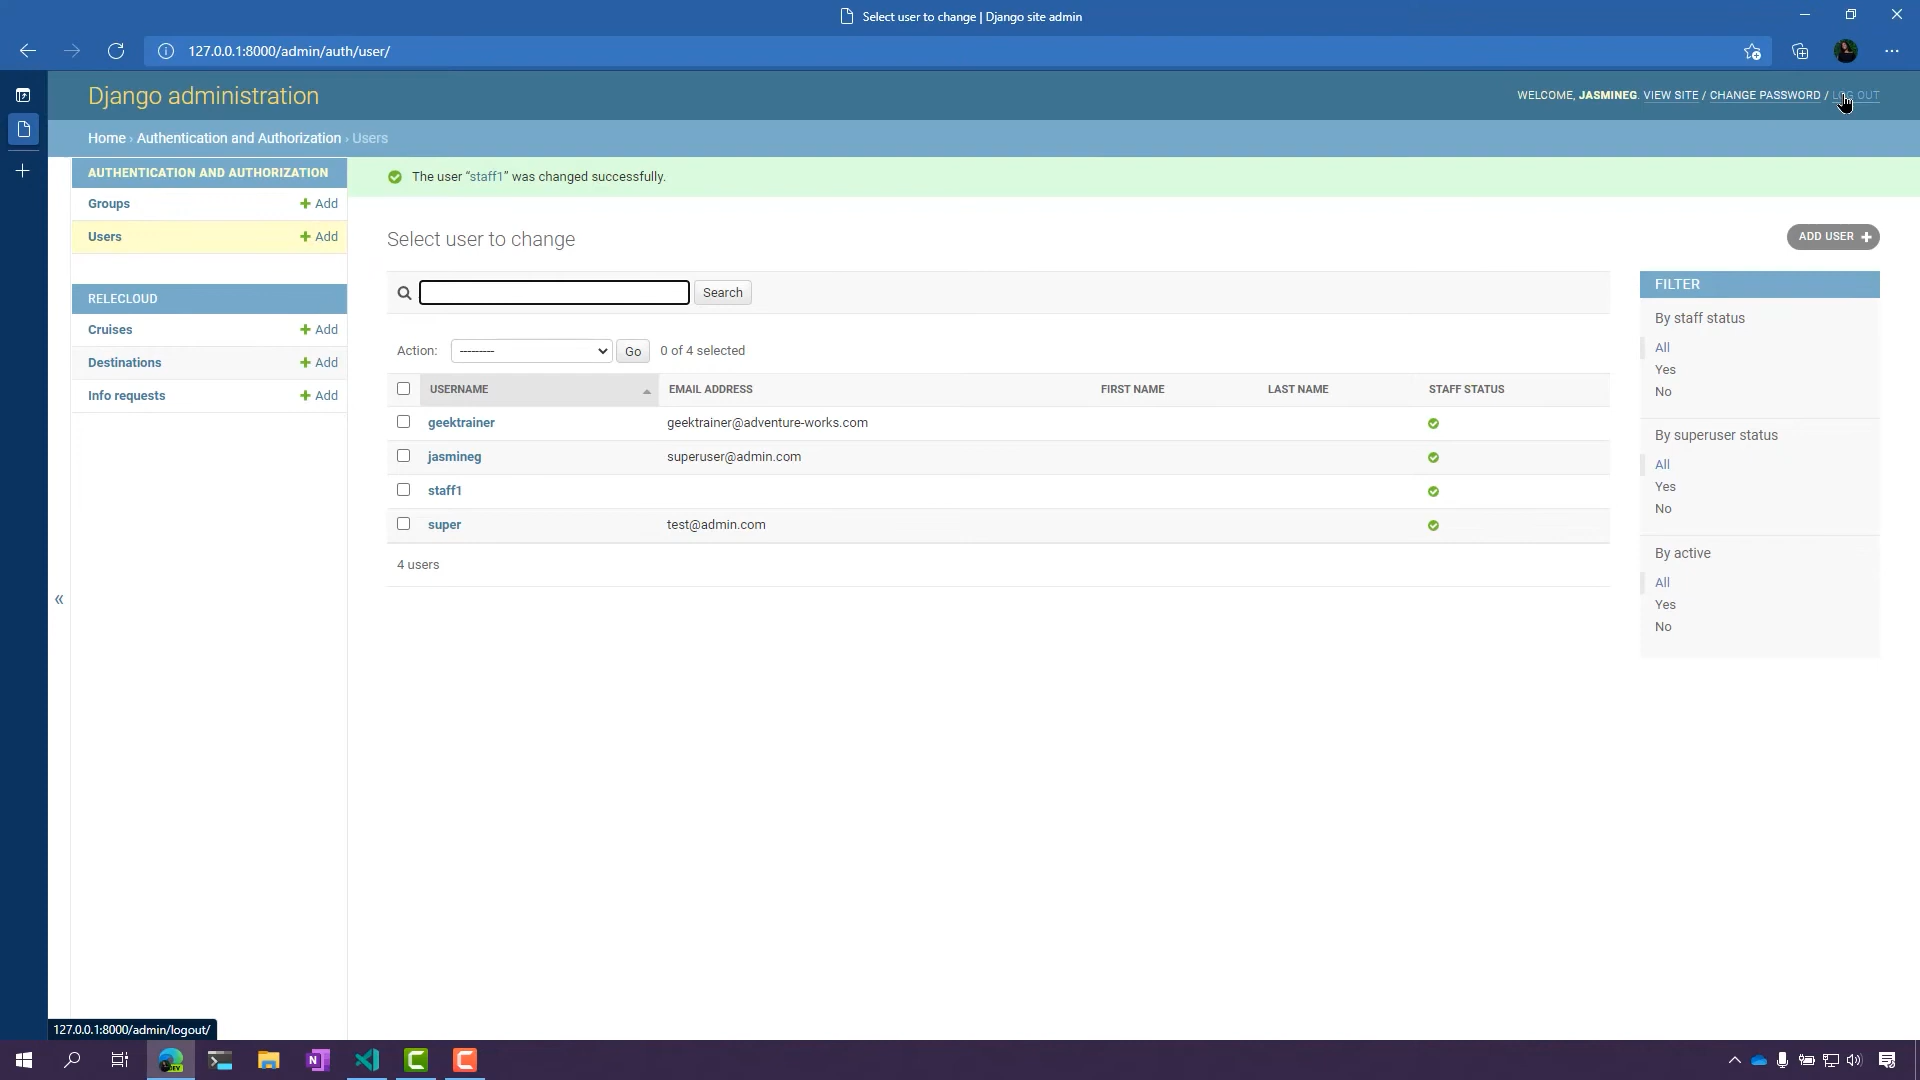 Select user to change | Django site admin
127.0.0.1:8000/admin/auth/user/
Django administration
WELCOME, JASMINEG. VIEW SITE / CHANGE PASSWORD / LOG OUT
Home › Authentication and Authorization › Users
AUTHENTICATION AND AUTHORIZATION
Groups + Add
Users + Add
RELECLOUD
Cruises + Add
Destinations + Add
Info requests + Add
«
The user “staff1” was changed successfully.
Select user to change
ADD USER +
Search
Action: --------- Go 0 of 4 selected
USERNAME EMAIL ADDRESS FIRST NAME LAST NAME STAFF STATUS
geektrainer geektrainer@adventure-works.com
jasmineg superuser@admin.com
staff1
super test@admin.com
4 users
FILTER
By staff status
All
Yes
No
By superuser status
All
Yes
No
By active
All
Yes
No
127.0.0.1:8000/admin/logout/
DEV